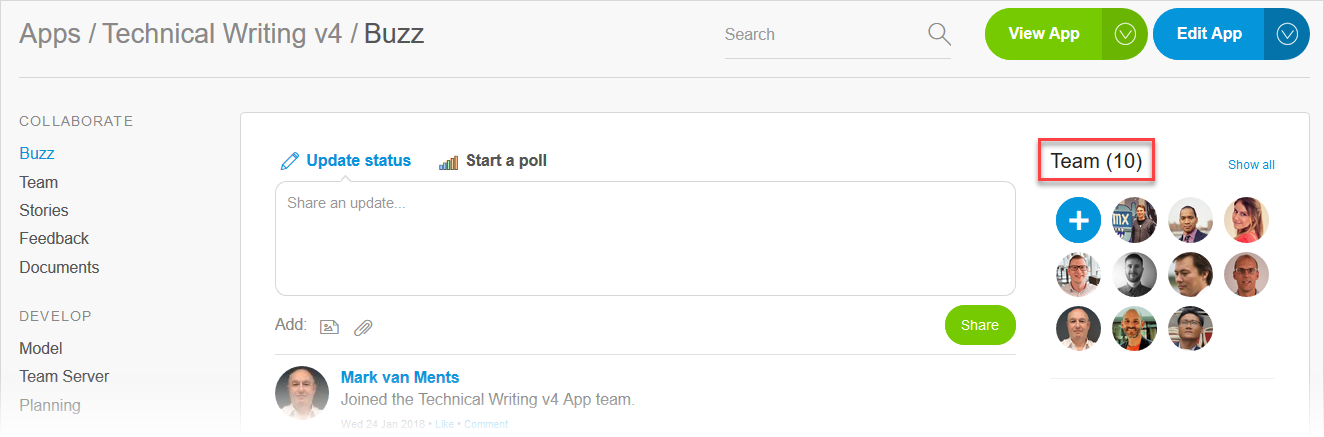 Apps / Technical Writing v4 / Buzz
Search
View App
Edit App
COLLABORATE
Buzz
Team
Stories
Feedback
Documents
DEVELOP
Model
Team Server
Planning
Update status
Start a poll
Share an update...
Add:
Share
Mark van Ments
Joined the Technical Writing v4 App team.
Wed 24 Jan 2018 • Like • Comment
Team (10)
Show all
mx